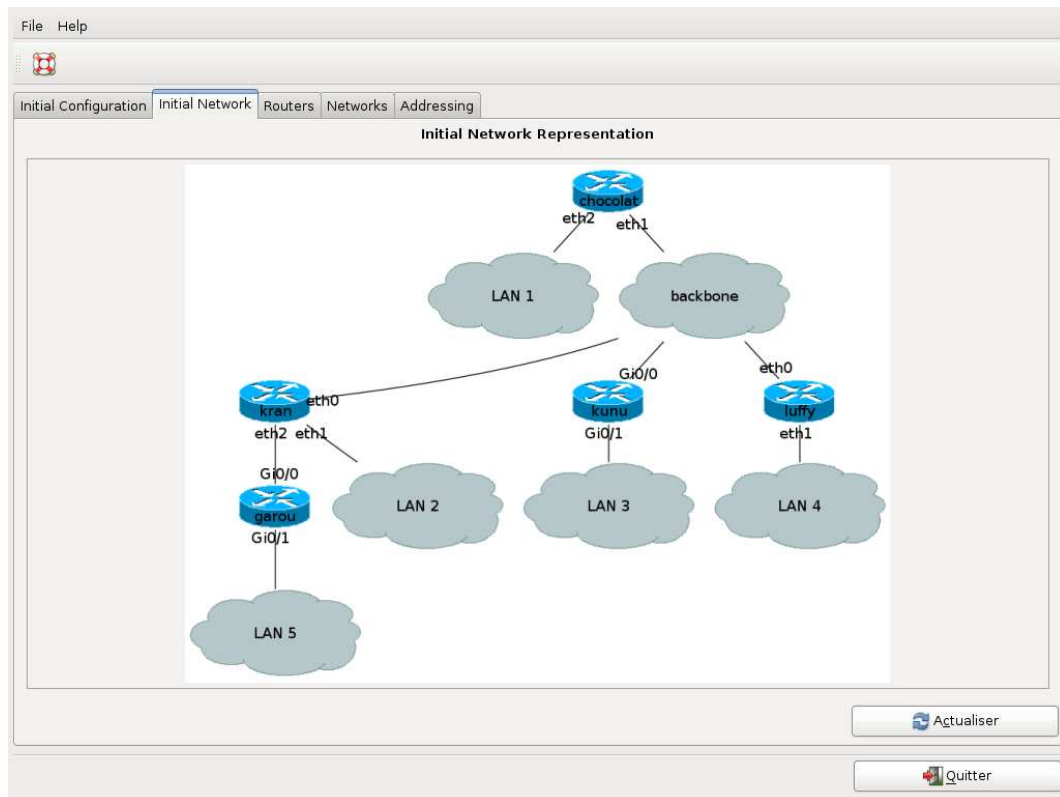 File Help
Initial Configuration Initial Network Routers Networks Addressing
Initial Network Representation
chocolat
eth2 eth1
LAN 1 backbone
kran eth0
Gi0/0 eth0
kunu luffy
eth2 eth1 Gi0/1 eth1
Gi0/0
garou LAN 2 LAN 3 LAN 4
Gi0/1
LAN 5
Actualiser
Quitter